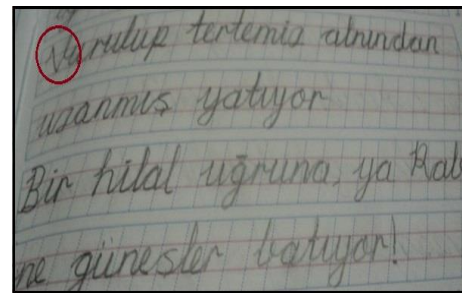 Vurulup tertemiz alnından
uzanmış yatıyor
Bir hilal uğruna, ya Rab
ne güneşler batıyor!